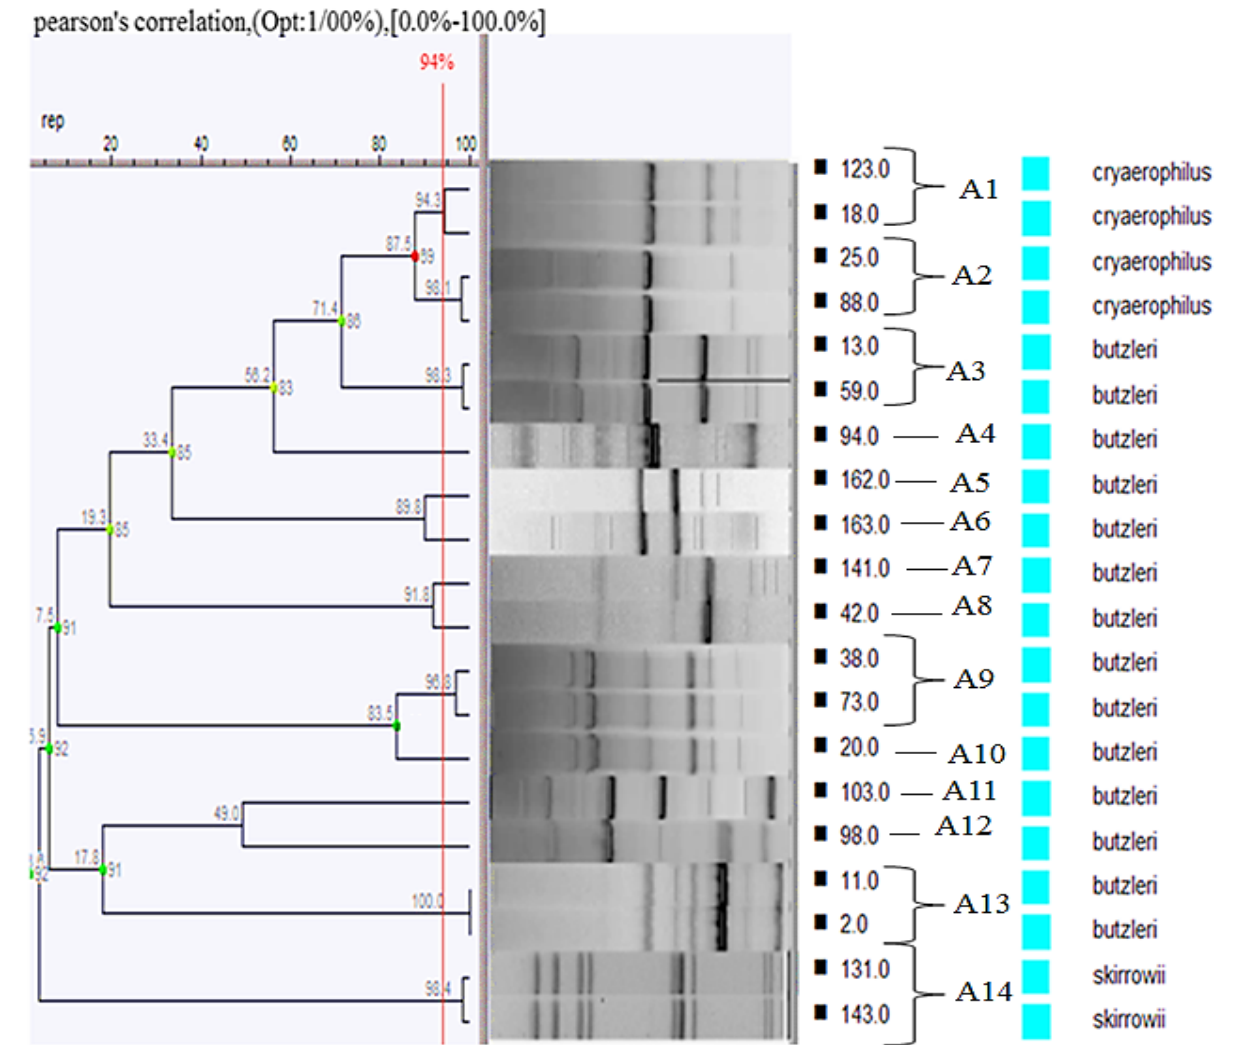 pearson's correlation,(Opt:1/00%),[0.0%-100.0%]
94%
rep
20 40 60 80 100
123.0 A1 cryaerophilus
94.3
18.0 cryaerophilus
87.5
25.0 A2 cryaerophilus
98.1
88.0 cryaerophilus
71.4
13.0 A3 butzleri
98.3
56.2 83
59.0 butzleri
33.4 85
94.0 A4 butzleri
162.0 A5 butzleri
89.8
19.3 85
163.0 A6 butzleri
141.0 A7 butzleri
91.8
42.0 A8 butzleri
7.5 91
38.0 A9 butzleri
96.8
73.0 butzleri
83.5
5.9 92
20.0 A10 butzleri
103.0 A11 butzleri
49.0
98.0 A12 butzleri
17.8 91
92
11.0 A13 butzleri
100.0
2.0 butzleri
131.0 A14 skirrowii
98.4
143.0 skirrowii